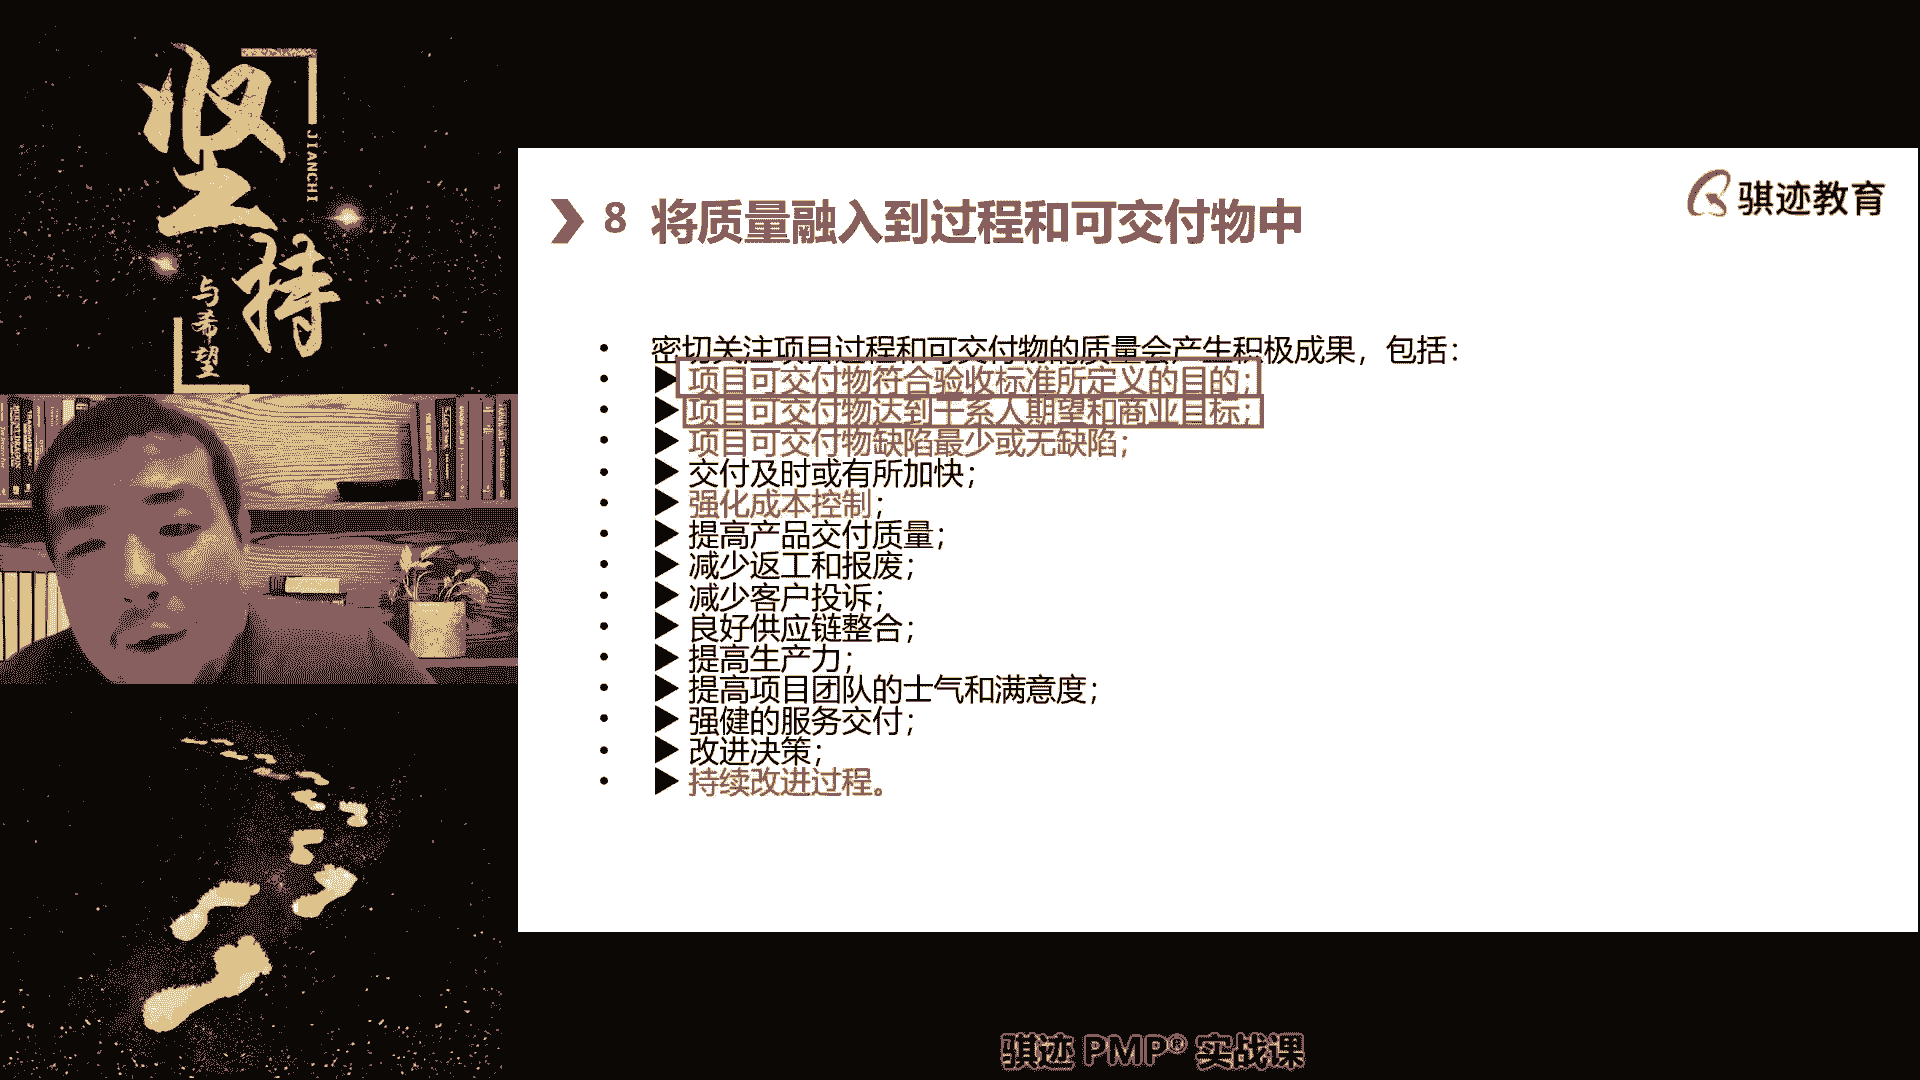 坚持
JIANCHI
与希望
骐迹教育
8 将质量融入到过程和可交付物中
• 密切关注项目过程和可交付物的质量会产生积极成果，包括：
• ▶ 项目可交付物符合验收标准所定义的目的；
• ▶ 项目可交付物达到干系人期望和商业目标；
• ▶ 项目可交付物缺陷最少或无缺陷；
• ▶ 交付及时或有所加快；
• ▶ 强化成本控制；
• ▶ 提高产品交付质量；
• ▶ 减少返工和报废；
• ▶ 减少客户投诉；
• ▶ 良好供应链整合；
• ▶ 提高生产力；
• ▶ 提高项目团队的士气和满意度；
• ▶ 强健的服务交付；
• ▶ 改进决策；
• ▶ 持续改进过程。
骐迹 PMP® 实战课